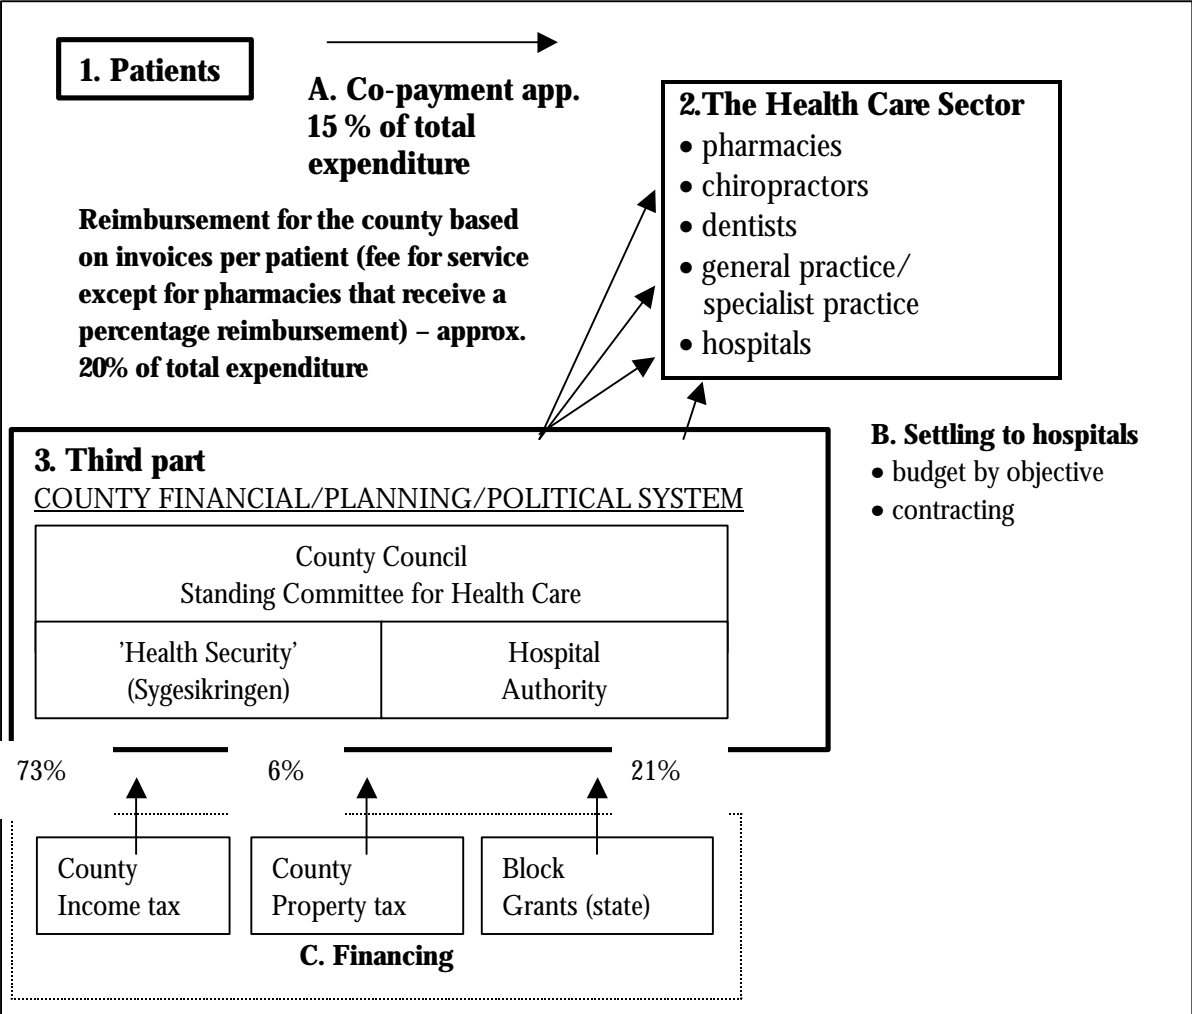 1. Patients
A. Co-payment app.
15 % of total
expenditure
2.The Health Care Sector
• pharmacies
• chiropractors
• dentists
• general practice/
specialist practice
• hospitals
Reimbursement for the county based
on invoices per patient (fee for service
except for pharmacies that receive a
percentage reimbursement) – approx.
20% of total expenditure
B. Settling to hospitals
• budget by objective
• contracting
3. Third part
COUNTY FINANCIAL/PLANNING/POLITICAL SYSTEM
County Council
Standing Committee for Health Care
'Health Security'
(Sygesikringen)
Hospital
Authority
73%
6%
21%
County
Income tax
County
Property tax
Block
Grants (state)
C. Financing